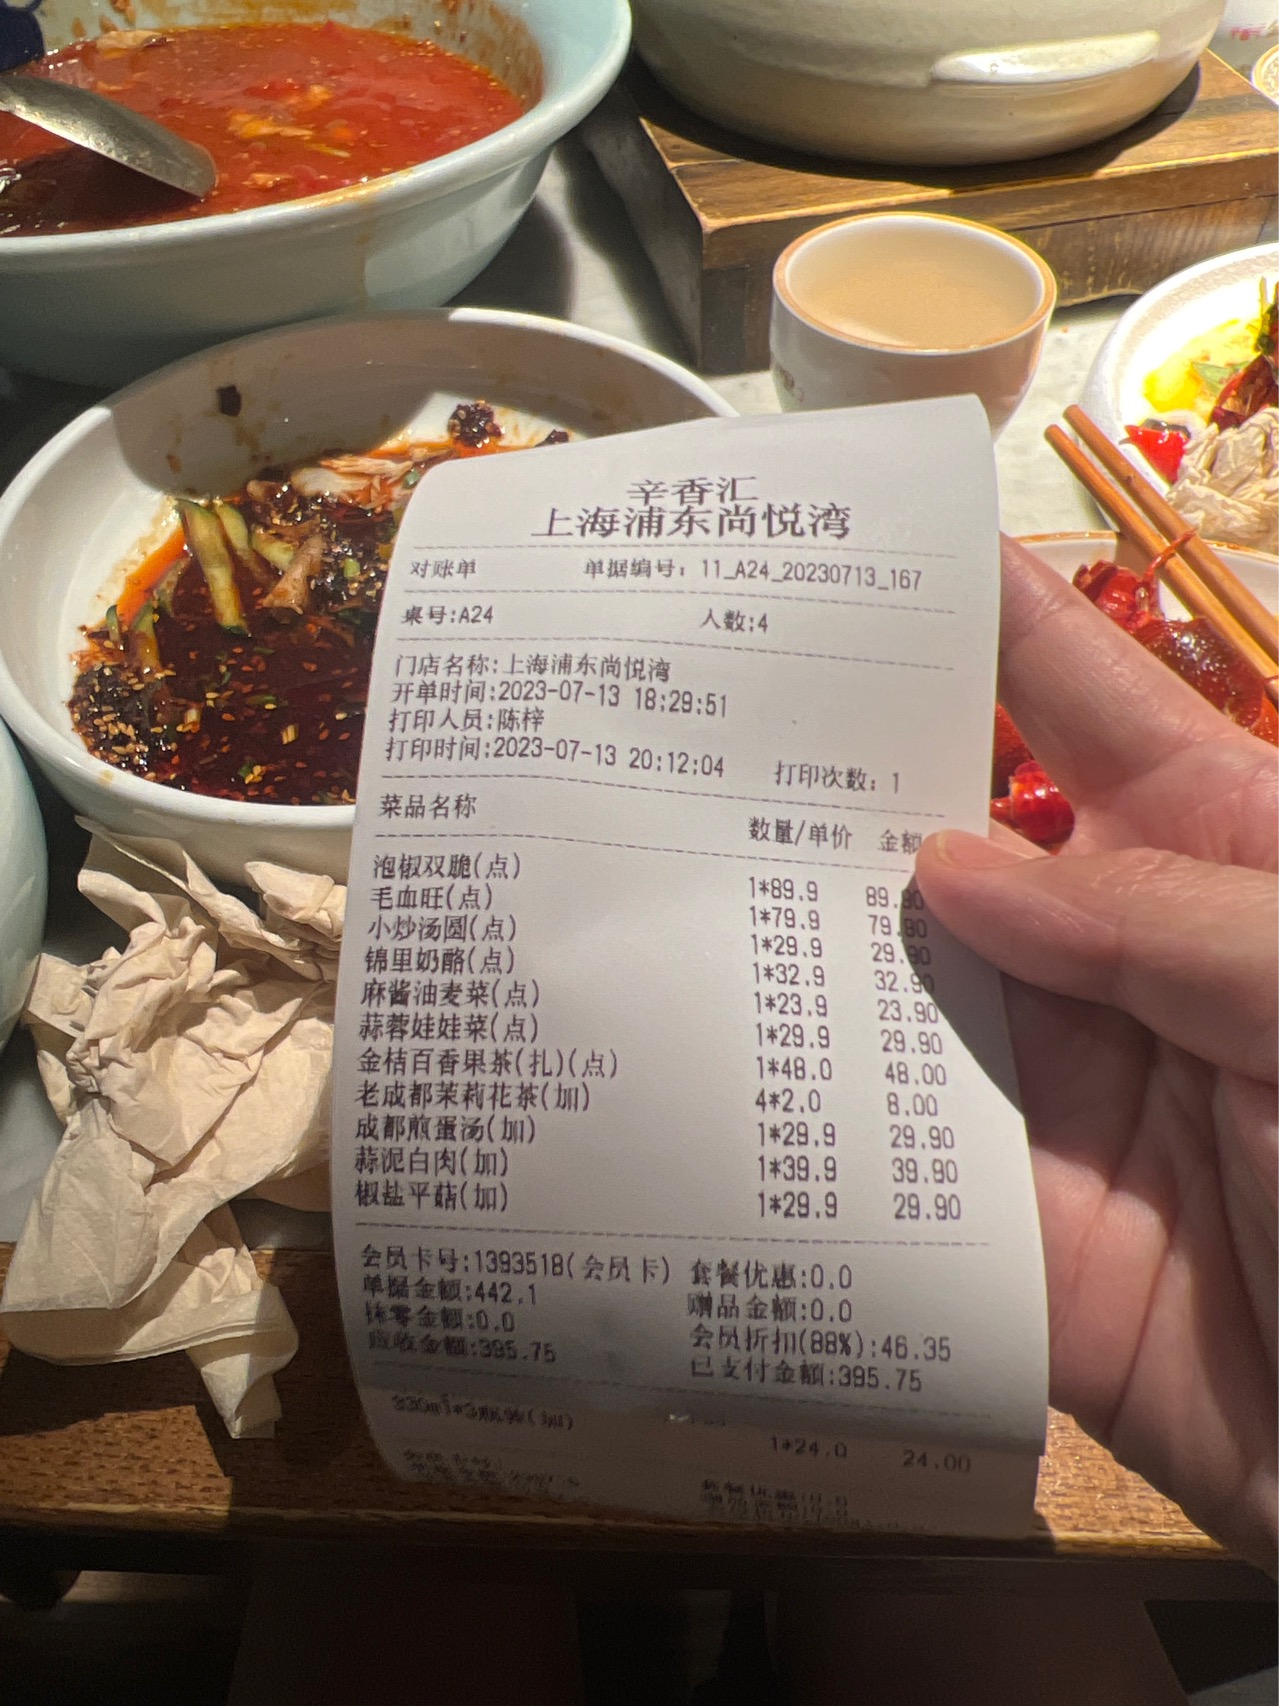 辛香汇
上海浦东尚悦湾
对账单 单据编号：11_A24_20230713_167
桌号:A24 人数:4
门店名称:上海浦东尚悦湾
开单时间:2023-07-13 18:29:51
打印人员:陈梓
打印时间:2023-07-13 20:12:04 打印次数：1
菜品名称 数量/单价 金额
泡椒双脆(点) 1*89.9 89.90
毛血旺(点) 1*79.9 79.90
小炒汤圆(点) 1*29.9 29.90
锦里奶酪(点) 1*32.9 32.90
麻酱油麦菜(点) 1*23.9 23.90
蒜蓉娃娃菜(点) 1*29.9 29.90
金桔百香果茶(扎)(点) 1*48.0 48.00
老成都茉莉花茶(加) 4*2.0 8.00
成都煎蛋汤(加) 1*29.9 29.90
蒜泥白肉(加) 1*39.9 39.90
椒盐平菇(加) 1*29.9 29.90
会员卡号:1393518(会员卡) 套餐优惠:0.0
单据金额:442.1 赠品金额:0.0
抹零金额:0.0 会员折扣(88%):46.35
应收金额:395.75 已支付金额:395.75
1*24.0 24.00